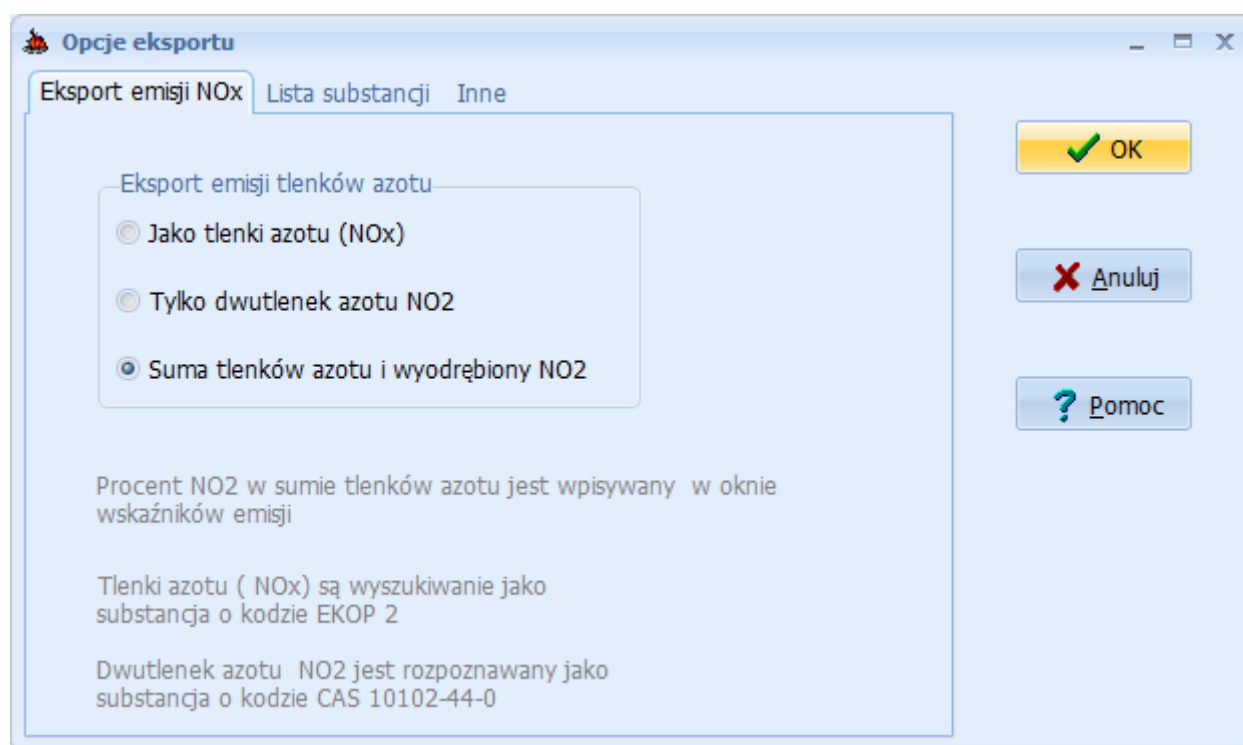 Opcje eksportu
Eksport emisji NOx Lista substancji Inne
Eksport emisji tlenków azotu
Jako tlenki azotu (NOx)
Tylko dwutlenek azotu NO2
Suma tlenków azotu i wyodrębiony NO2
Procent NO2 w sumie tlenków azotu jest wpisywany w oknie
wskaźników emisji
Tlenki azotu ( NOx) są wyszukiwanie jako
substancja o kodzie EKOP 2
Dwutlenek azotu NO2 jest rozpoznawany jako
substancja o kodzie CAS 10102-44-0
OK
Anuluj
Pomoc